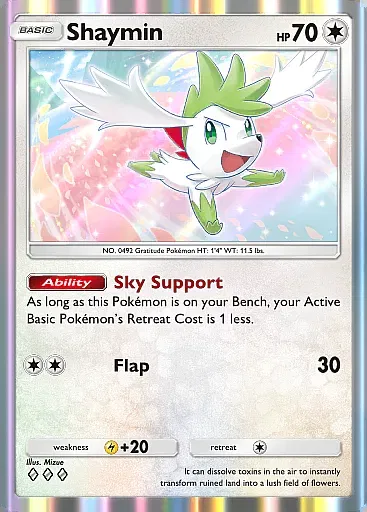 BASIC Shaymin HP 70
NO. 0492 Gratitude Pokémon HT: 1'4" WT: 11.5 lbs.
Ability Sky Support
As long as this Pokémon is on your Bench, your Active
Basic Pokémon's Retreat Cost is 1 less.
Flap 30
weakness +20 retreat
Illus. Mizue
It can dissolve toxins in the air to instantly
transform ruined land into a lush field of flowers.